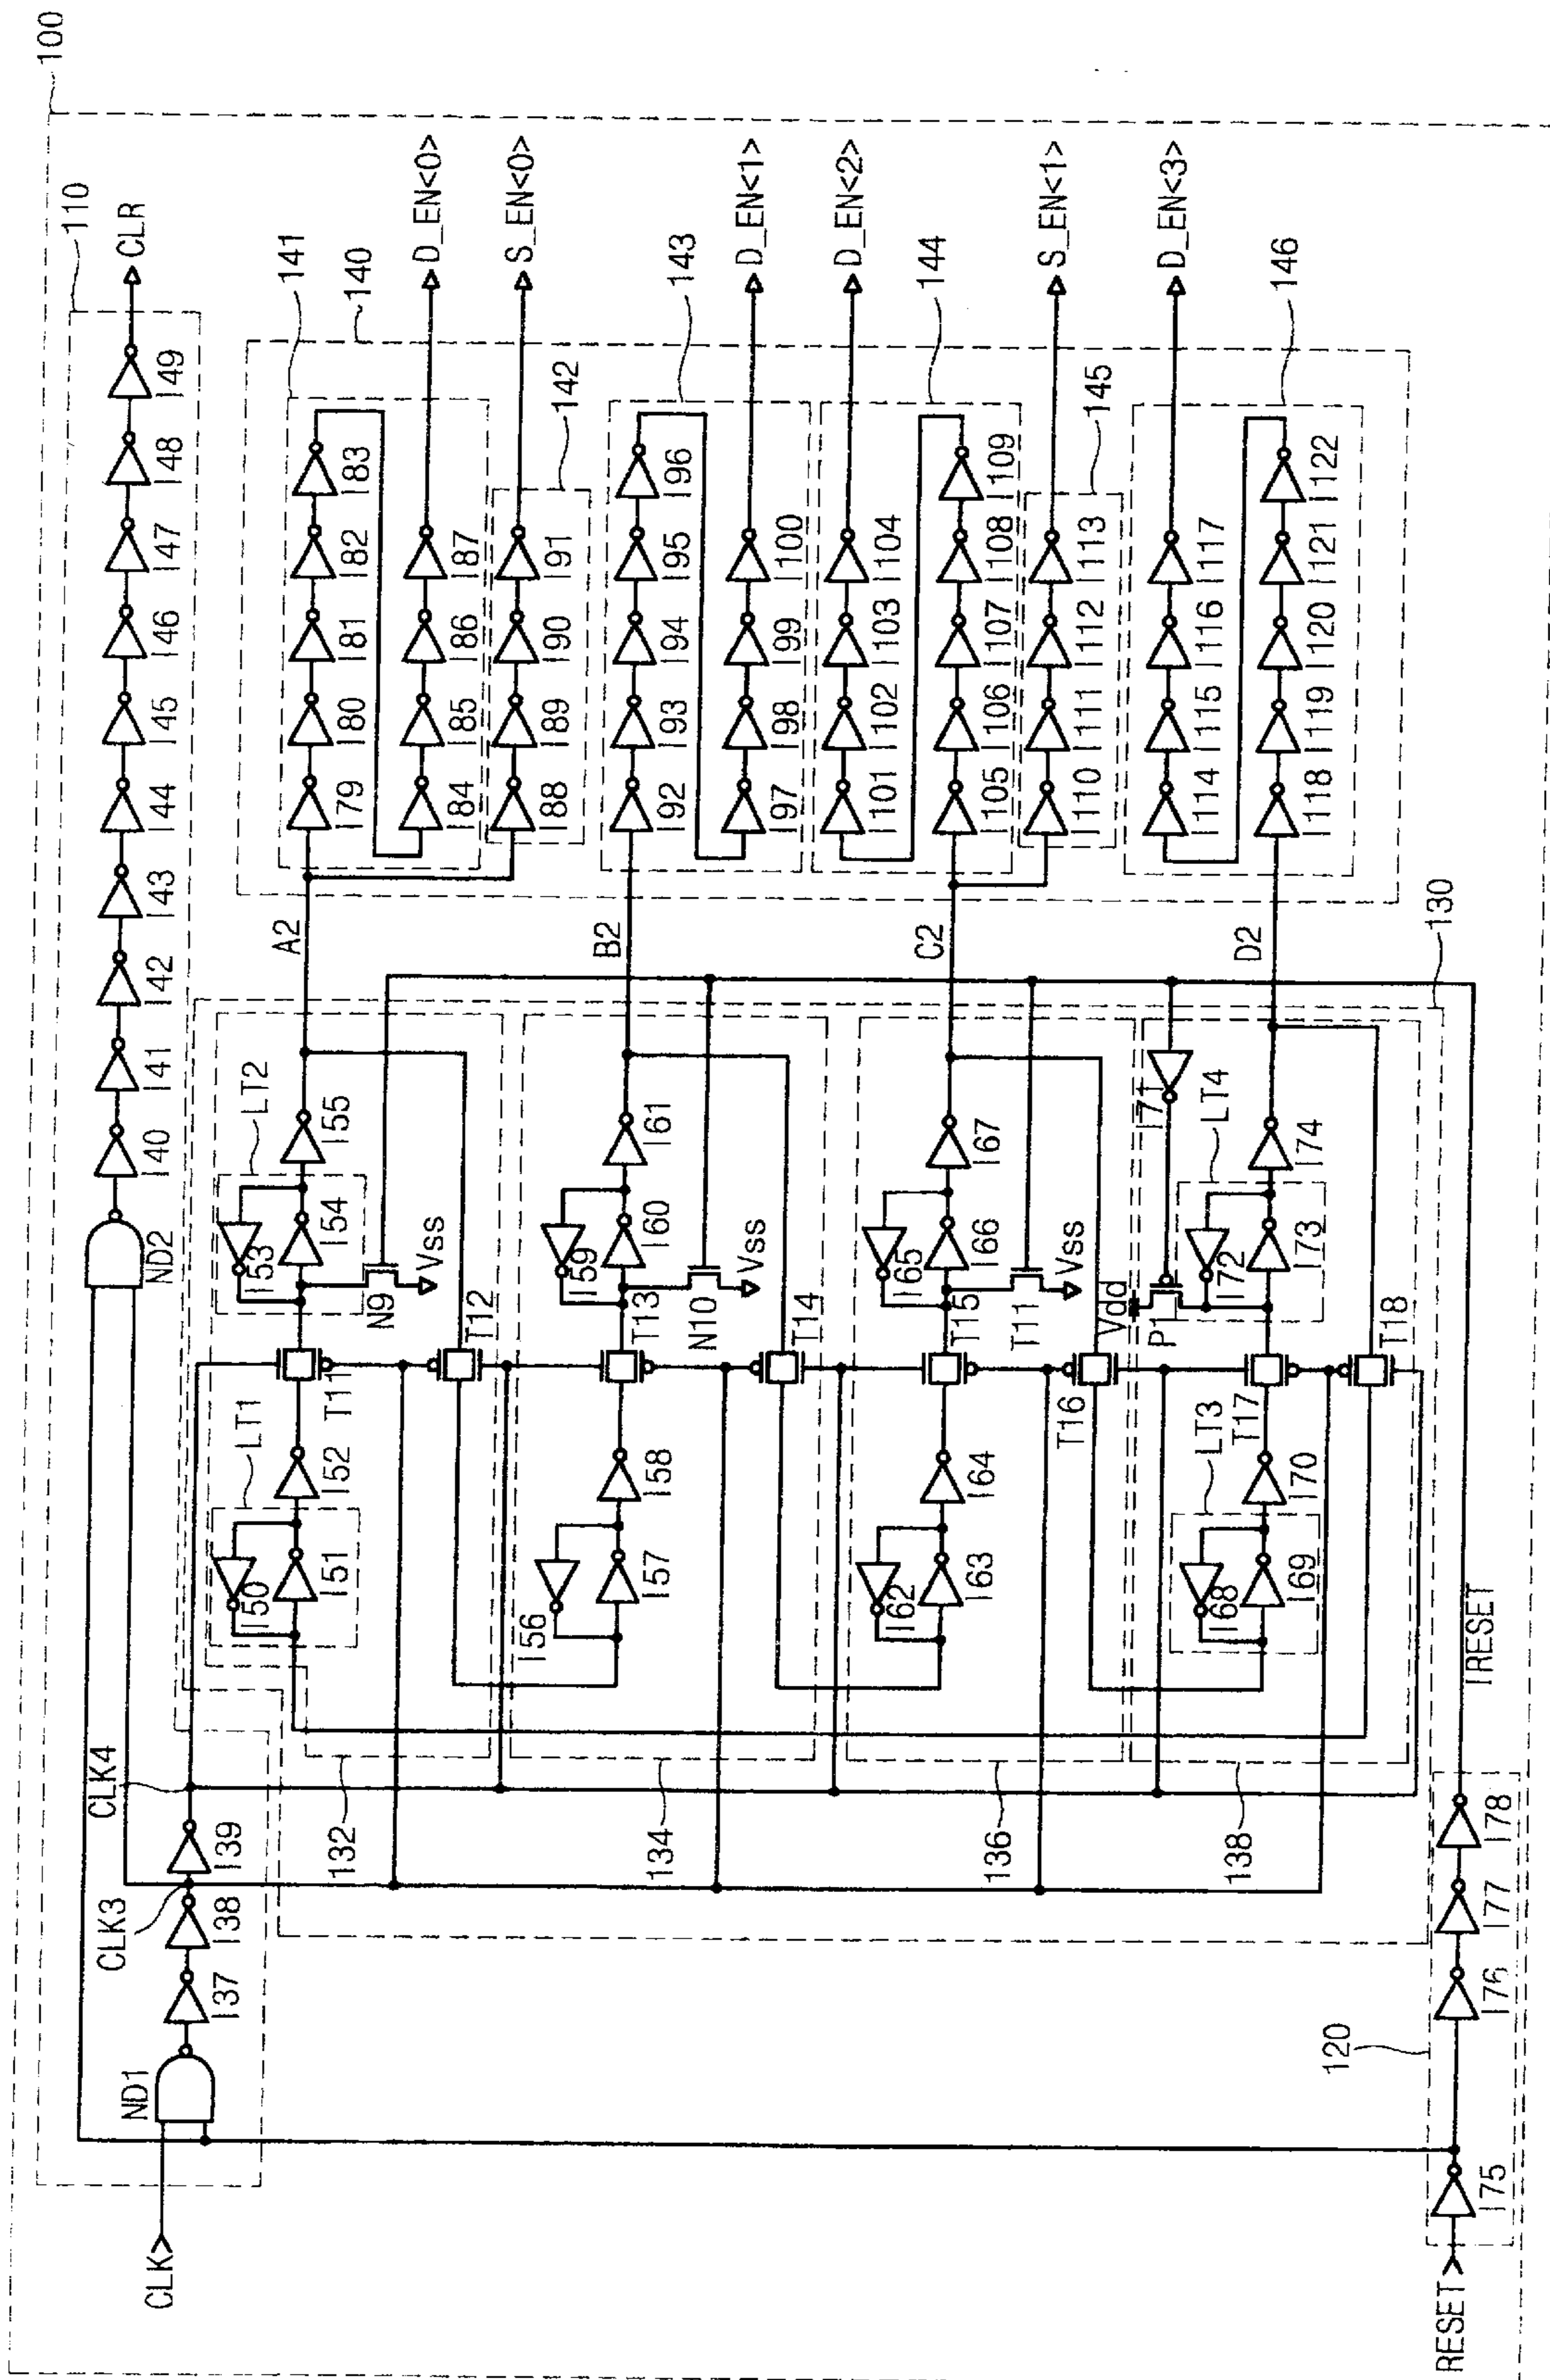 100
110
CLR
I40
I41
I42
I43
I44
I45
I46
I47
I48
I49
ND2
CLK4
CLK3
ND1
I37
I38
I39
CLK
141
140
LT1
LT2
I50
I51
I52
T11
I53
I54
I55
N9
Vss
T12
A2
I79
I80
I81
I82
I83
D_EN<0>
I84
I85
I86
I87
S_EN<0>
I88
I89
I90
I91
142
132
143
I56
I57
I58
T13
I59
I60
I61
N10
Vss
T14
B2
I92
I93
I94
I95
I96
D_EN<1>
I97
I98
I99
I100
134
D_EN<2>
I101
I102
I103
I104
144
I62
I63
I64
T15
I65
I66
I67
T11
Vss
T16
C2
I105
I106
I107
I108
I109
S_EN<1>
I110
I111
I112
I113
145
136
D_EN<3>
I114
I115
I116
I117
146
I71
Vdd
P1
LT3
LT4
I68
I69
I70
T17
I72
I73
I74
T18
D2
I118
I119
I120
I121
I122
138
130
120
IRESET
RESET
I75
I76
I77
I78